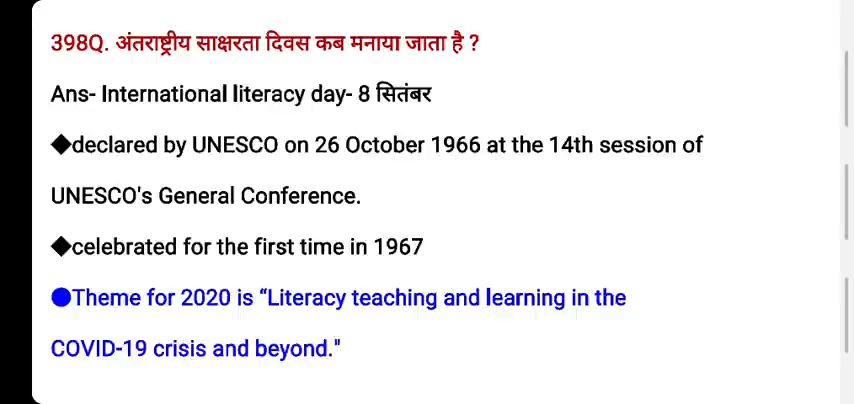 398Q. अंतराष्ट्रीय साक्षरता दिवस कब मनाया जाता है ?
Ans- International literacy day- 8 सितंबर
◆declared by UNESCO on 26 October 1966 at the 14th session of
UNESCO's General Conference.
◆celebrated for the first time in 1967
●Theme for 2020 is “Literacy teaching and learning in the
COVID-19 crisis and beyond."